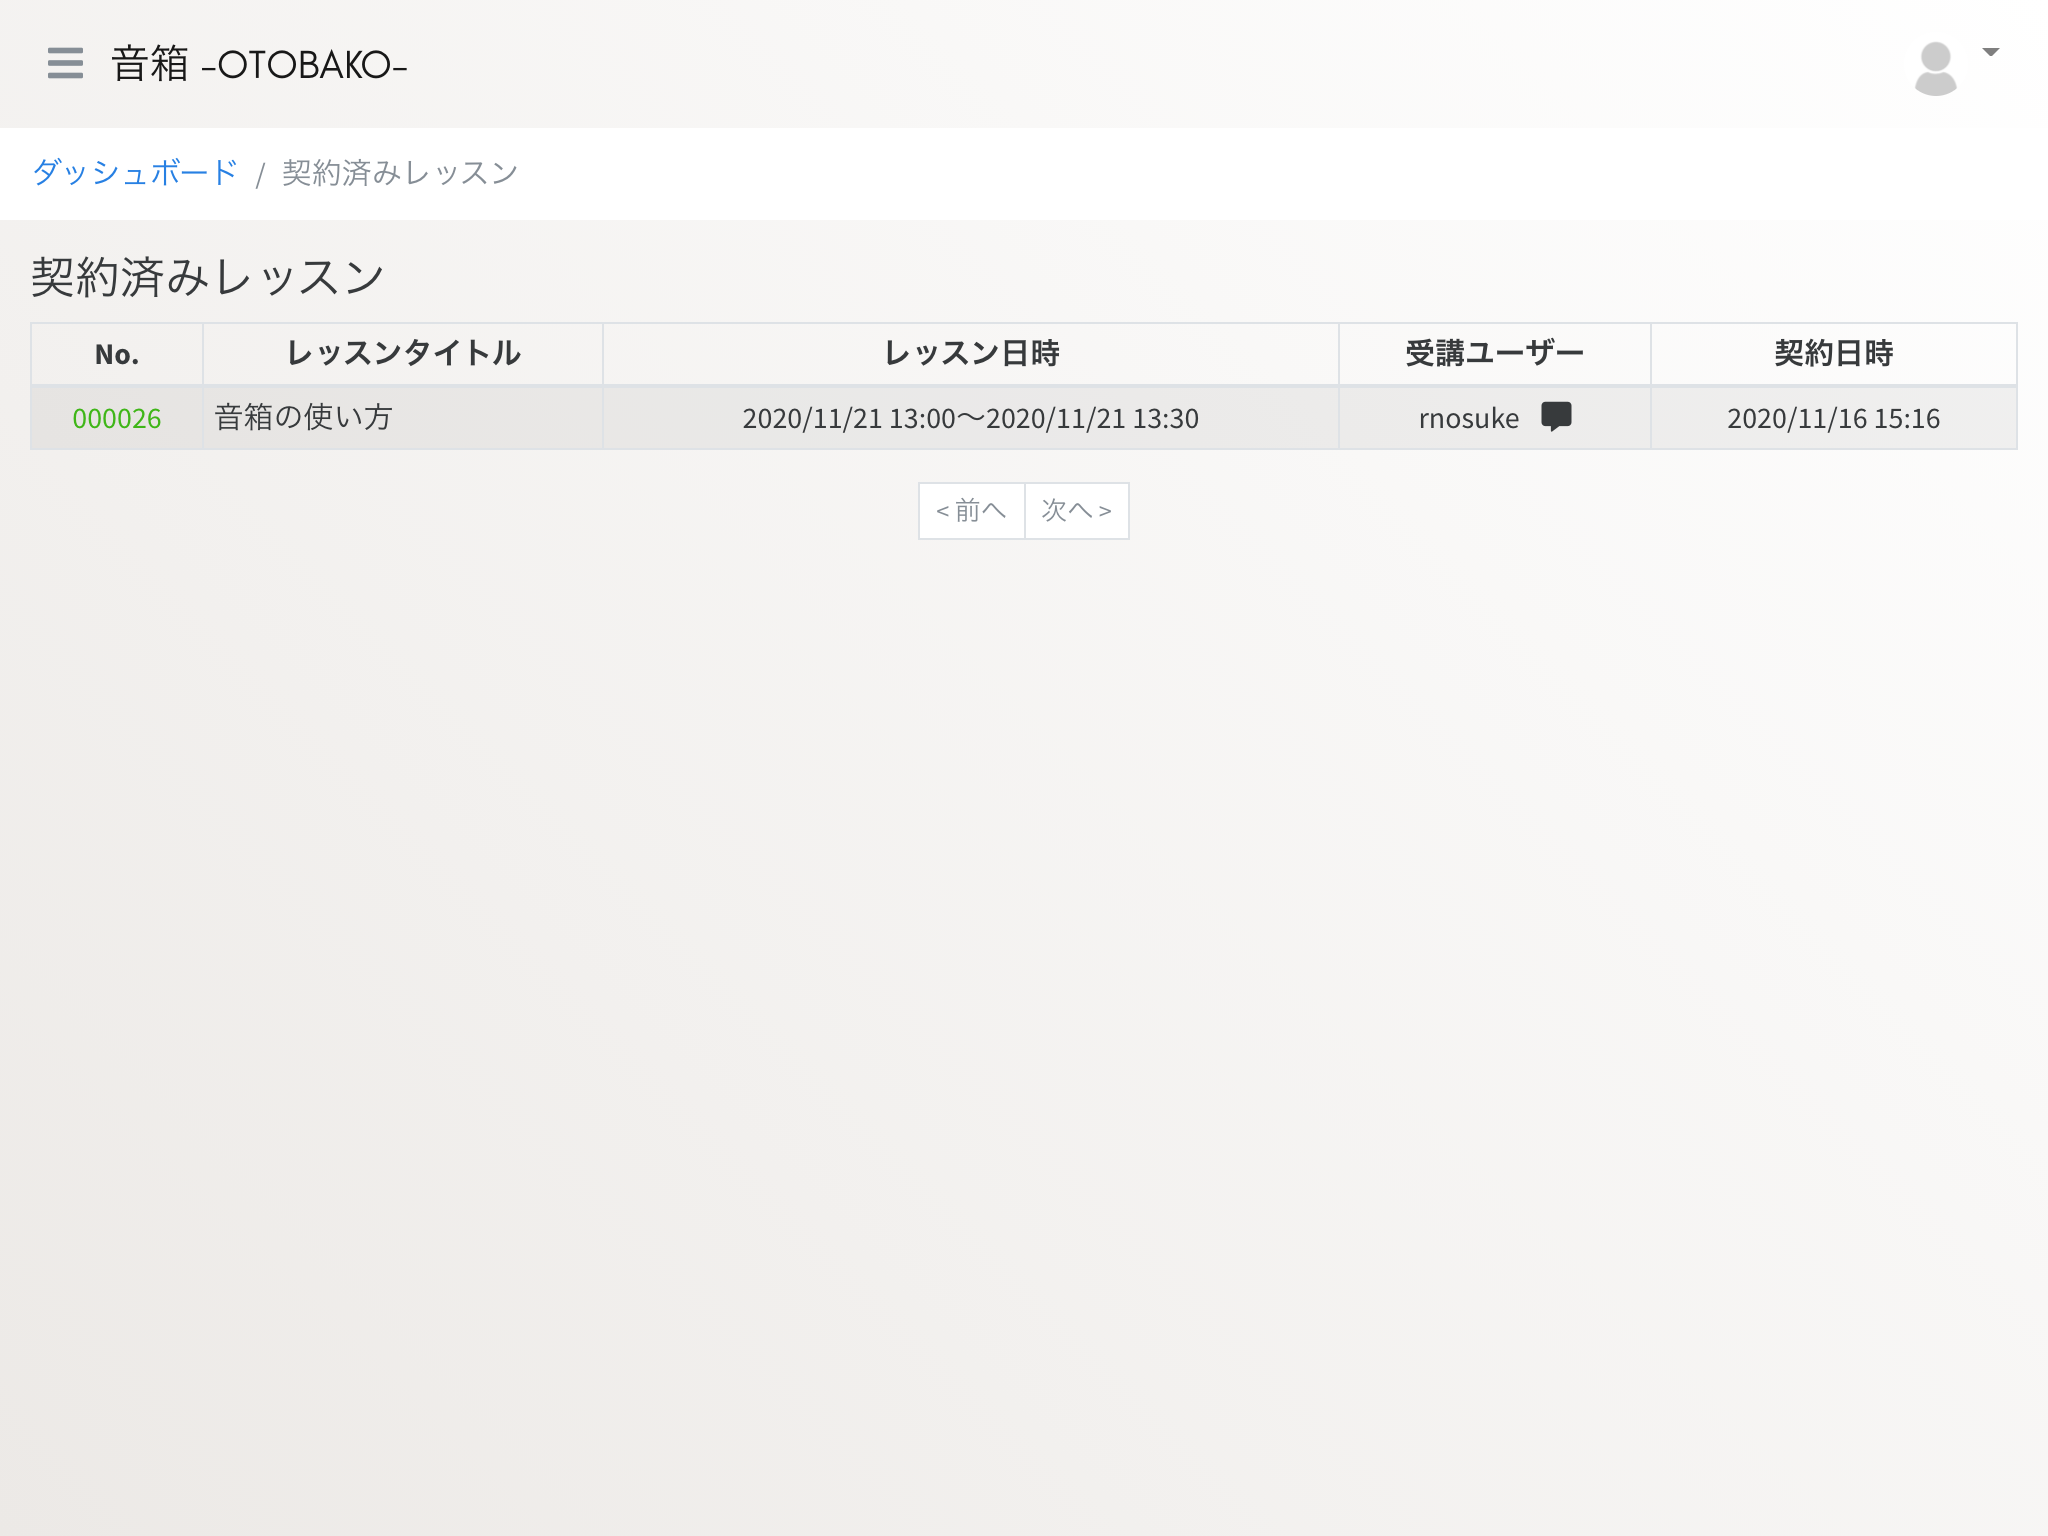 音箱 -OTOBAKO-
ダッシュボード / 契約済みレッスン
契約済みレッスン
No. レッスンタイトル レッスン日時 受講ユーザー 契約日時
000026 音箱の使い方 2020/11/21 13:00〜2020/11/21 13:30 rnosuke 2020/11/16 15:16
< 前へ 次へ >